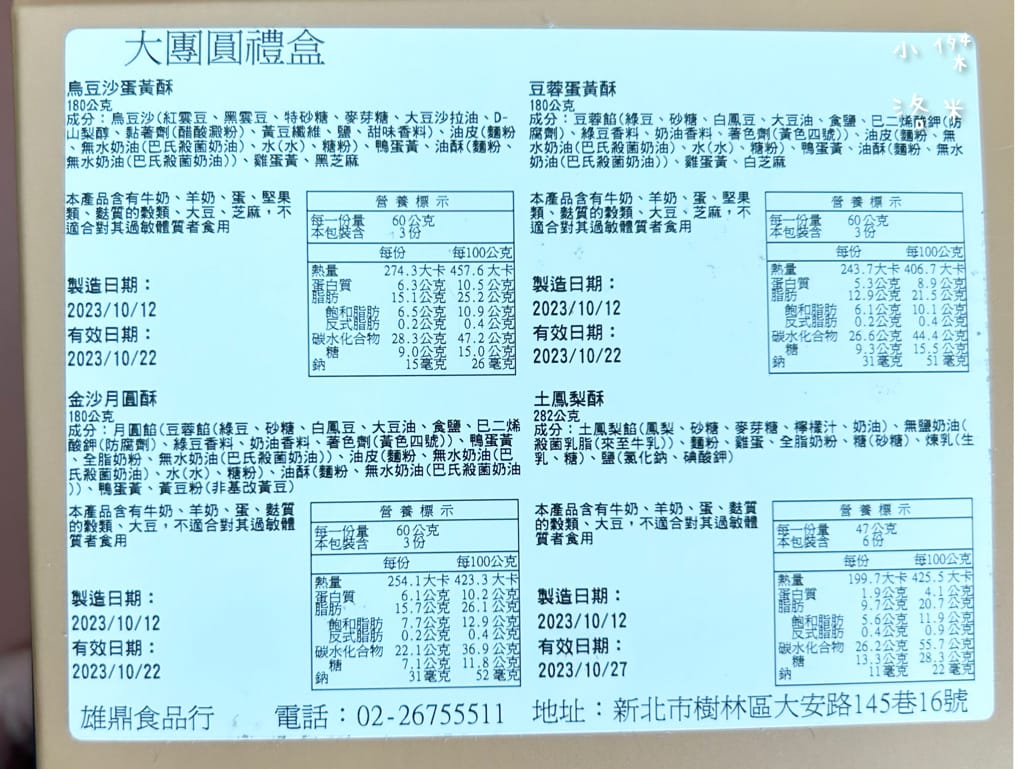 大團圓禮盒
小傑
洛米
烏豆沙蛋黃酥
180公克
成分：烏豆沙(紅雲豆、黑雲豆、特砂糖、麥芽糖、大豆沙拉油、D-
山梨醇、黏著劑(醋酸澱粉)、黃豆纖維、鹽、甜味香料)、油皮(麵粉
、無水奶油(巴氏殺菌奶油)、水(水)、糖粉)、鴨蛋黃、油酥(麵粉、
無水奶油(巴氏殺菌奶油))、雞蛋黃、黑芝麻
本產品含有牛奶、羊奶、蛋、堅果
類、麩質的穀類、大豆、芝麻，不
適合對其過敏體質者食用
製造日期：
2023/10/12
有效日期：
2023/10/22
營養標示
每一份量 60公克
本包裝含 3份
每份 每100公克
熱量 274.3大卡 457.6大卡
蛋白質 6.3公克 10.5公克
脂肪 15.1公克 25.2公克
飽和脂肪 6.5公克 10.9公克
反式脂肪 0.2公克 0.4公克
碳水化合物 28.3公克 47.2公克
糖 9.0公克 15.0公克
鈉 15毫克 26毫克
豆蓉蛋黃酥
180公克
成分：豆蓉餡(綠豆、砂糖、白鳳豆、大豆油、食鹽、巳二烯酸鉀(防
腐劑)、綠豆香料、奶油香料、著色劑(黃色四號))、油皮(麵粉、無
水奶油(巴氏殺菌奶油)、水(水)、糖粉)、鴨蛋黃、油酥(麵粉、無水
奶油(巴氏殺菌奶油))、雞蛋黃、白芝麻
本產品含有牛奶、羊奶、蛋、堅果
類、麩質的穀類、大豆、芝麻，不
適合對其過敏體質者食用
製造日期：
2023/10/12
有效日期：
2023/10/22
營養標示
每一份量 60公克
本包裝含 3份
每份 每100公克
熱量 243.7大卡 406.7大卡
蛋白質 5.3公克 8.9公克
脂肪 12.9公克 21.5公克
飽和脂肪 6.1公克 10.1公克
反式脂肪 0.2公克 0.4公克
碳水化合物 26.6公克 44.4公克
糖 9.3公克 15.5公克
鈉 31毫克 51毫克
金沙月圓酥
180公克
成分：月圓餡(豆蓉餡(綠豆、砂糖、白鳳豆、大豆油、食鹽、巳二烯
酸鉀(防腐劑)、綠豆香料、奶油香料、著色劑(黃色四號))、鴨蛋黃
、全脂奶粉、無水奶油(巴氏殺菌奶油))、油皮(麵粉、無水奶油(巴
氏殺菌奶油)、水(水)、糖粉)、油酥(麵粉、無水奶油(巴氏殺菌奶油
))、鴨蛋黃、黃豆粉(非基改黃豆)
本產品含有牛奶、羊奶、蛋、麩質
的穀類、大豆，不適合對其過敏體
質者食用
製造日期：
2023/10/12
有效日期：
2023/10/22
營養標示
每一份量 60公克
本包裝含 3份
每份 每100公克
熱量 254.1大卡 423.3大卡
蛋白質 6.1公克 10.2公克
脂肪 15.7公克 26.1公克
飽和脂肪 7.7公克 12.9公克
反式脂肪 0.2公克 0.4公克
碳水化合物 22.1公克 36.9公克
糖 7.1公克 11.8公克
鈉 31毫克 52毫克
土鳳梨酥
282公克
成分：土鳳梨餡(鳳梨、砂糖、麥芽糖、檸檬汁、奶油)、無鹽奶油(
殺菌乳脂(來至牛乳))、麵粉、雞蛋、全脂奶粉、糖(砂糖)、煉乳(生
乳、糖)、鹽(氯化鈉、碘酸鉀)
本產品含有牛奶、羊奶、蛋、麩質
的穀類、大豆，不適合對其過敏體
質者食用
製造日期：
2023/10/12
有效日期：
2023/10/27
營養標示
每一份量 47公克
本包裝含 6份
每份 每100公克
熱量 199.7大卡 425.5大卡
蛋白質 1.9公克 4.1公克
脂肪 9.7公克 20.7公克
飽和脂肪 5.6公克 11.9公克
反式脂肪 0.4公克 0.9公克
碳水化合物 26.2公克 55.7公克
糖 13.3公克 28.3公克
鈉 11毫克 22毫克
雄鼎食品行 電話：02-26755511 地址：新北市樹林區大安路145巷16號